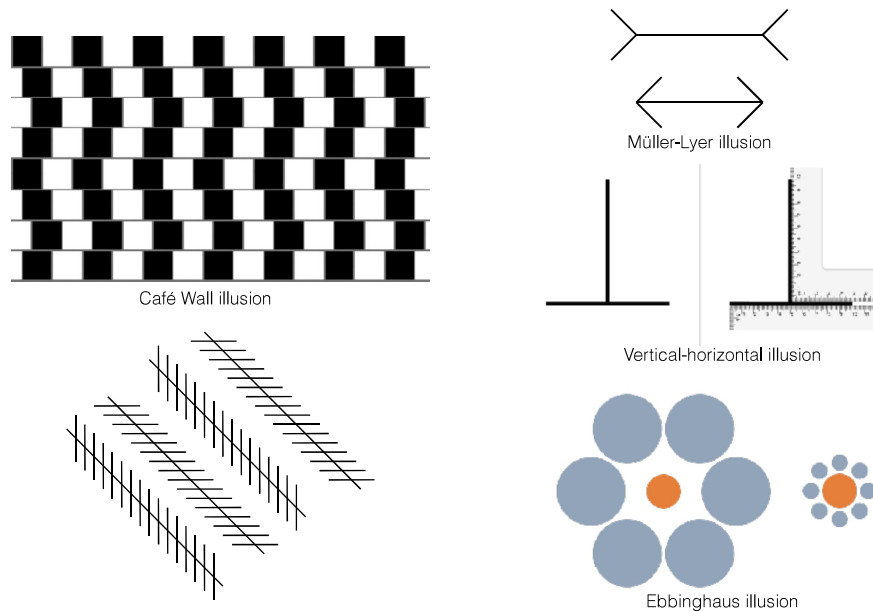 Müller-Lyer illusion
Café Wall illusion
Vertical-horizontal illusion
Ebbinghaus illusion